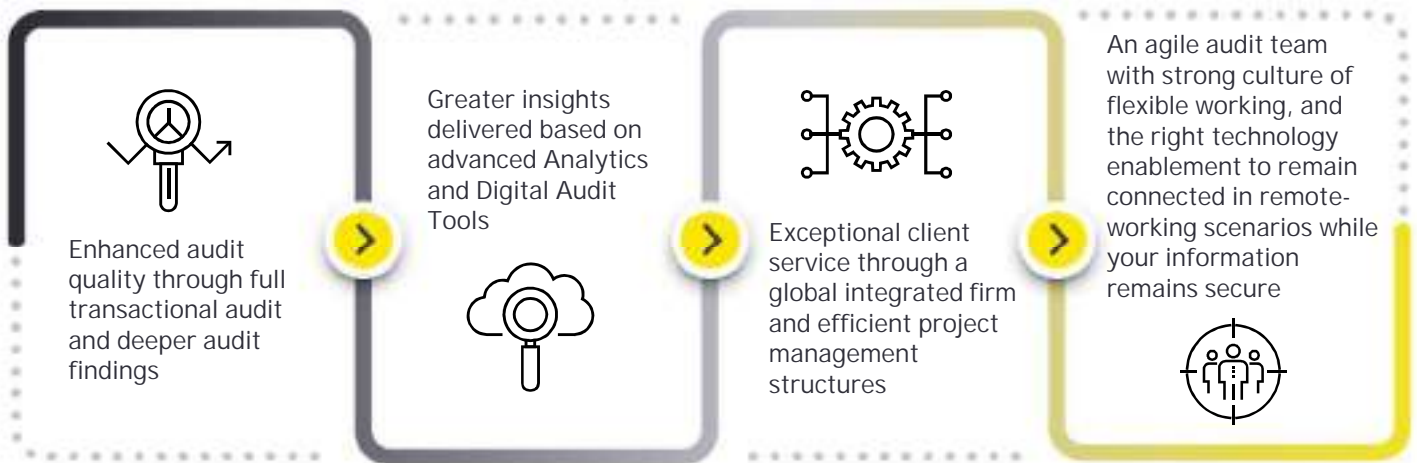 Enhanced audit
quality through full
transactional audit
and deeper audit
findings
Greater insights
delivered based on
advanced Analytics
and Digital Audit
Tools
Exceptional client
service through a
global integrated firm
and efficient project
management
structures
An agile audit team
with strong culture of
flexible working, and
the right technology
enablement to remain
connected in remote-
working scenarios while
your information
remains secure